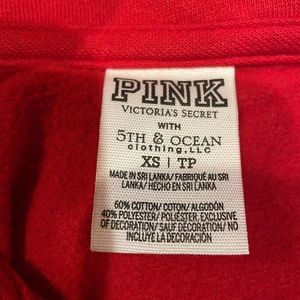 PINK
VICTORIA'S SECRET
WITH
5TH & OCEAN
clothing, LLC
XS | TP
MADE IN SRI LANKA/ FABRIQUÉ AU SRI
LANKA/ HECHO EN SRI LANKA
60% COTTON/ COTON/ ALGODÓN
40% POLYESTER/ POLIÉSTER, EXCLUSIVE
OF DECORATION/ SAUF DÉCORATION/ NO
INCLUYE LA DECORACIÓN